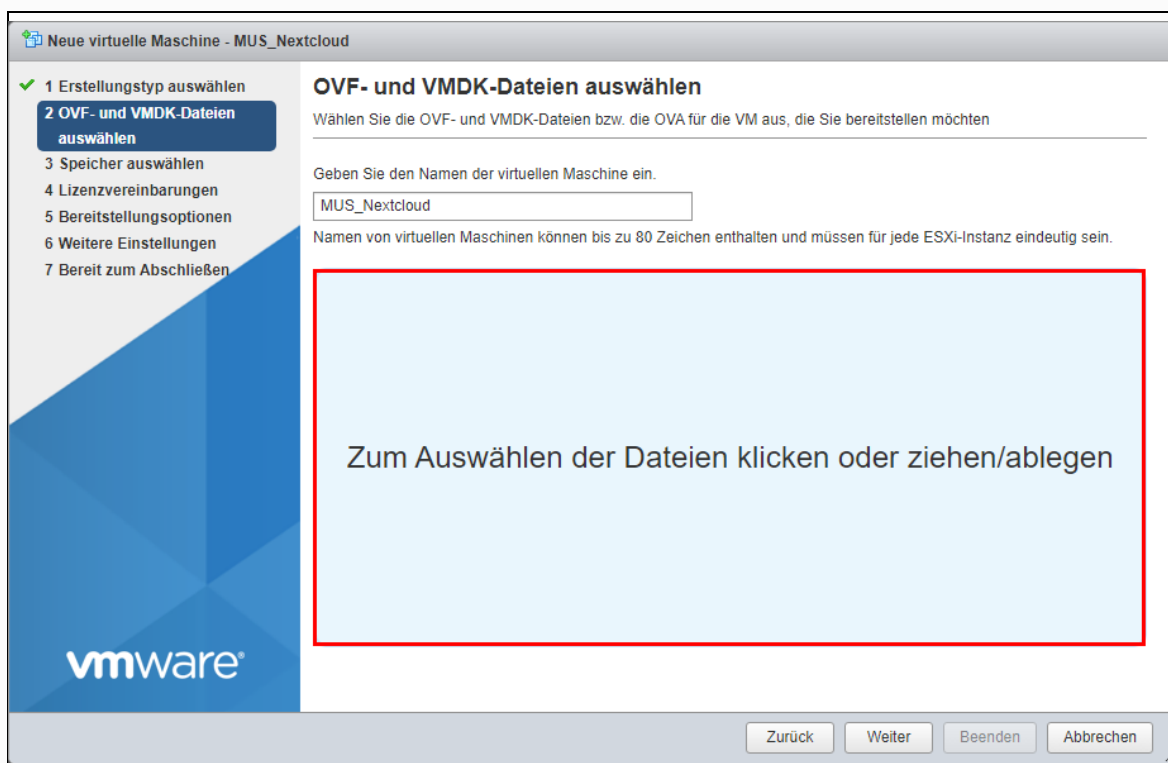 Neue virtuelle Maschine - MUS_Nextcloud
1 Erstellungstyp auswählen
2 OVF- und VMDK-Dateien
auswählen
3 Speicher auswählen
4 Lizenzvereinbarungen
5 Bereitstellungsoptionen
6 Weitere Einstellungen
7 Bereit zum Abschließen
OVF- und VMDK-Dateien auswählen
Wählen Sie die OVF- und VMDK-Dateien bzw. die OVA für die VM aus, die Sie bereitstellen möchten
Geben Sie den Namen der virtuellen Maschine ein.
MUS_Nextcloud
Namen von virtuellen Maschinen können bis zu 80 Zeichen enthalten und müssen für jede ESXi-Instanz eindeutig sein.
Zum Auswählen der Dateien klicken oder ziehen/ablegen
vmware®
Zurück
Weiter
Beenden
Abbrechen